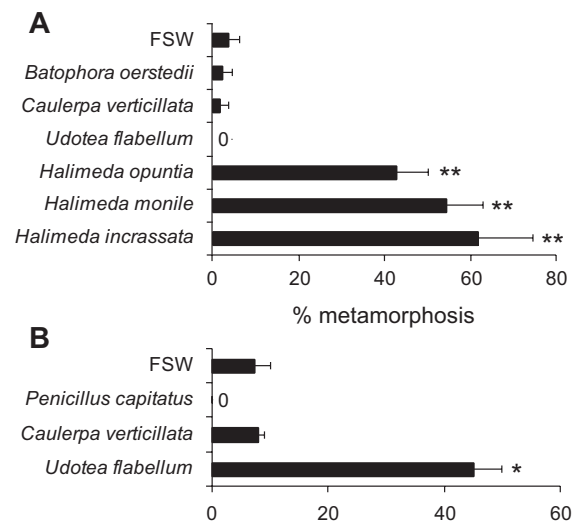 A
FSW
Batophora oerstedii
Caulerpa verticillata
Udotea flabellum 0
Halimeda opuntia **
Halimeda monile **
Halimeda incrassata **
0 20 40 60 80
% metamorphosis
B
FSW
Penicillus capitatus 0
Caulerpa verticillata
Udotea flabellum *
0 20 40 60